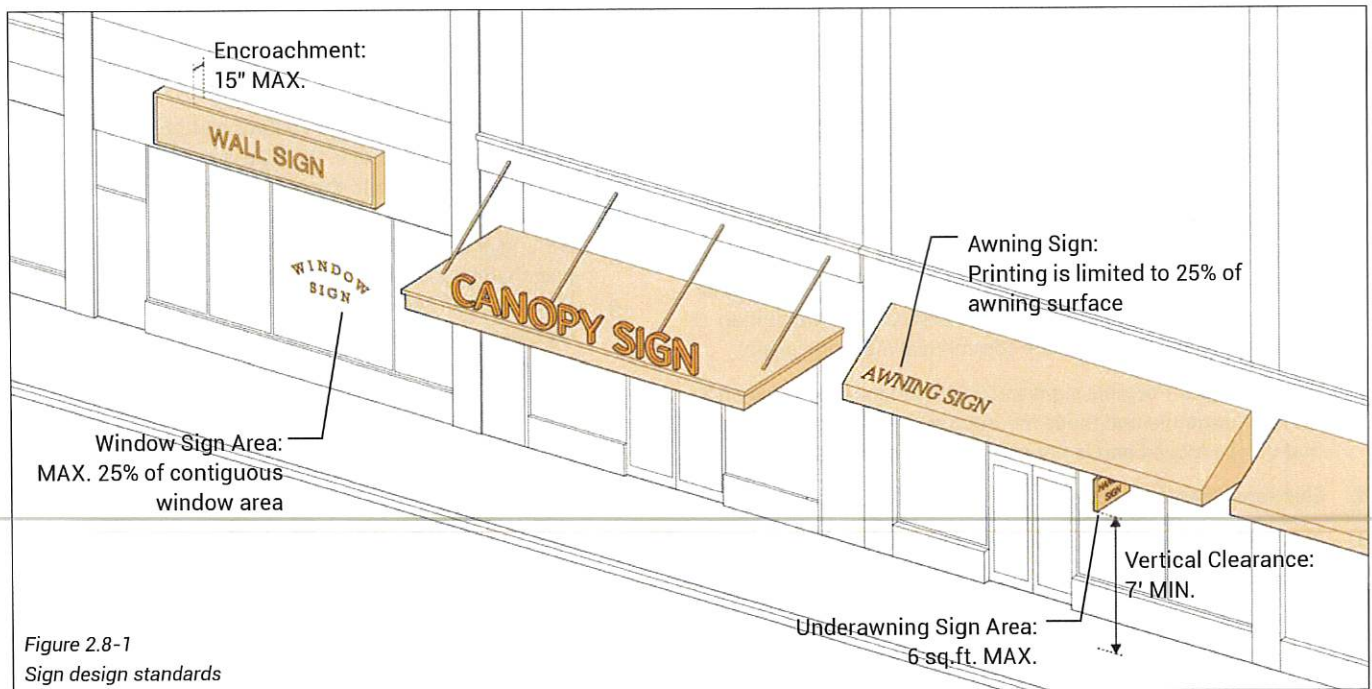 Encroachment:
15" MAX.
WALL SIGN
WINDOW
SIGN
CANOPY SIGN
Awning Sign:
Printing is limited to 25% of
awning surface
AWNING SIGN
Window Sign Area:
MAX. 25% of contiguous
window area
SIGN
Vertical Clearance:
7' MIN.
Underawning Sign Area:
6 sq.ft. MAX.
Figure 2.8-1
Sign design standards